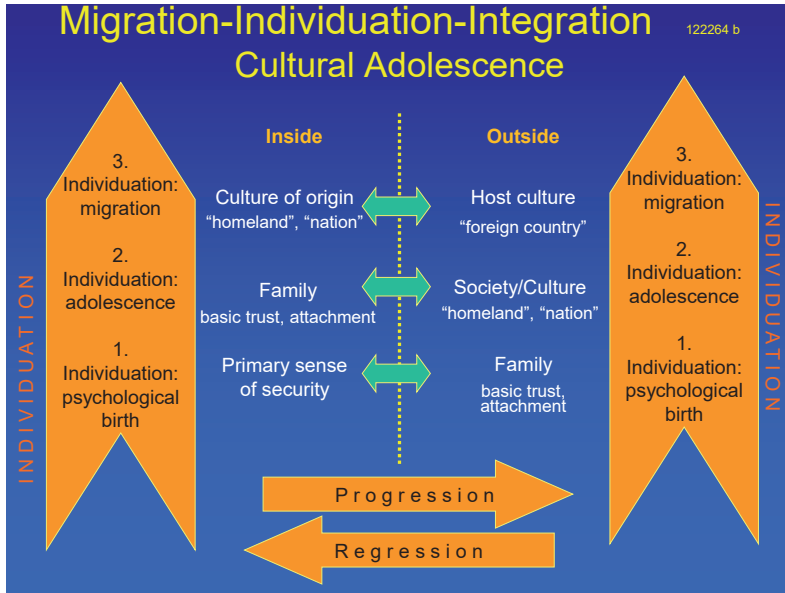 Migration-Individuation-Integration
122264 b
Cultural Adolescence
INDIVIDUATION
3.
Individuation:
migration
2.
Individuation:
adolescence
1.
Individuation:
psychological
birth
Inside
Outside
Culture of origin
“homeland”, “nation”
Host culture
“foreign country”
Family
basic trust, attachment
Society/Culture
“homeland”, “nation”
Primary sense
of security
Family
basic trust,
attachment
3.
Individuation:
migration
2.
Individuation:
adolescence
1.
Individuation:
psychological
birth
INDIVIDUATION
Progression
Regression